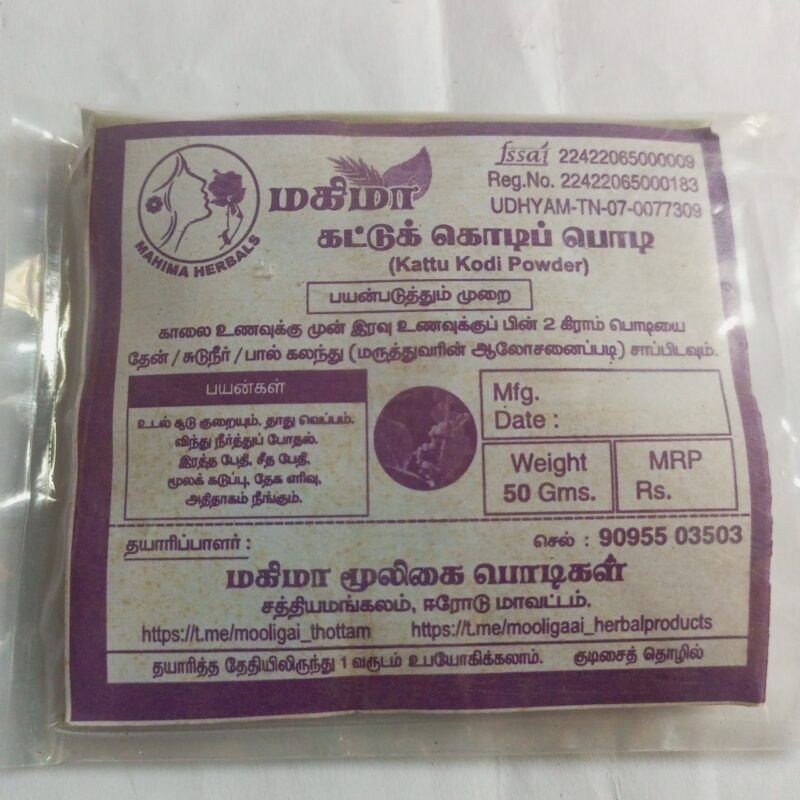 fssai 22422065000009
Reg.No. 22422065000183
UDHYAM-TN-07-0077309
MAHIMA HERBALS
மகிமா
கட்டுக் கொடிப் பொடி
(Kattu Kodi Powder)
பயன்படுத்தும் முறை
காலை உணவுக்கு முன் இரவு உணவுக்குப் பின் 2 கிராம் பொடியை
தேன் / சுடுநீர் / பால் கலந்து (மருத்துவரின் ஆலோசனைப்படி) சாப்பிடவும்.
பயன்கள்
உடல் சூடு குறையும். தாது வெப்பம்.
விந்து நீர்த்துப் போதல்.
இரத்த பேதி, சீத பேதி,
மூலக் கடுப்பு, தேக எரிவு,
அதிதாகம் நீங்கும்.
Mfg.
Date :
Weight
50 Gms.
MRP
Rs.
தயாரிப்பாளர் :
செல் : 90955 03503
மகிமா மூலிகை பொடிகள்
சத்தியமங்கலம், ஈரோடு மாவட்டம்.
https://t.me/mooligai_thottam https://t.me/mooligaai_herbalproducts
தயாரித்த தேதியிலிருந்து 1 வருடம் உபயோகிக்கலாம். குடிசைத் தொழில்